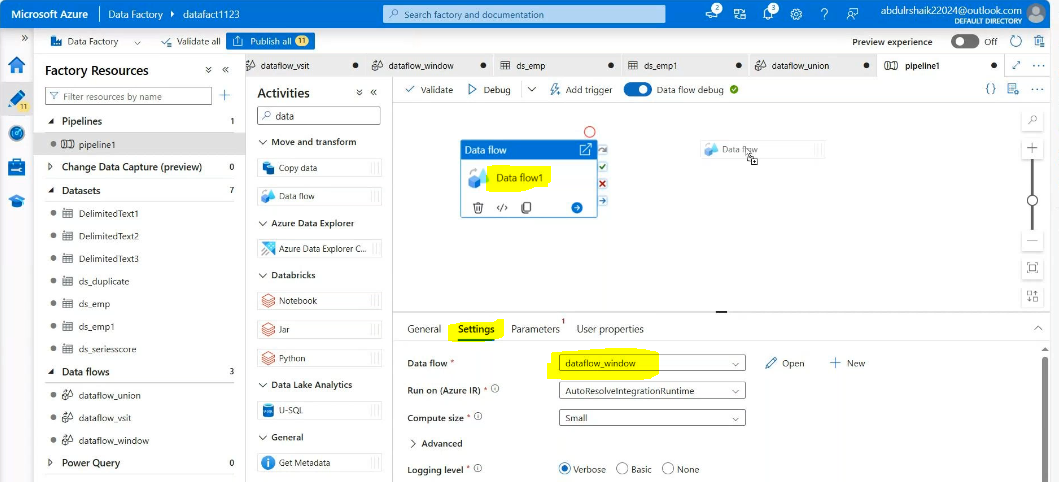 Microsoft Azure Data Factory datafact1123 Search factory and documentation 2 3 abdulrshaik22024@outlook.com
DEFAULT DIRECTORY
Data Factory Validate all Publish all 11 Preview experience Off
Factory Resources
Filter resources by name
Pipelines 1
pipeline1
Change Data Capture (preview) 0
Datasets 7
DelimitedText1
DelimitedText2
DelimitedText3
ds_duplicate
ds_emp
ds_emp1
ds_seriesscore
Data flows 3
dataflow_union
dataflow_vsit
dataflow_window
Power Query 0
11
dataflow_vsit dataflow_window ds_emp ds_emp1 dataflow_union pipeline1
Activities
data
Move and transform
Copy data
Data flow
Azure Data Explorer
Azure Data Explorer C...
Databricks
Notebook
Jar
Python
Data Lake Analytics
U-SQL
General
Get Metadata
Validate Debug Add trigger Data flow debug
Data flow
Data flow1
Data flow
General Settings Parameters 1 User properties
Data flow * dataflow_window Open New
Run on (Azure IR) * AutoResolveIntegrationRuntime
Compute size * Small
Advanced
Logging level * Verbose Basic None